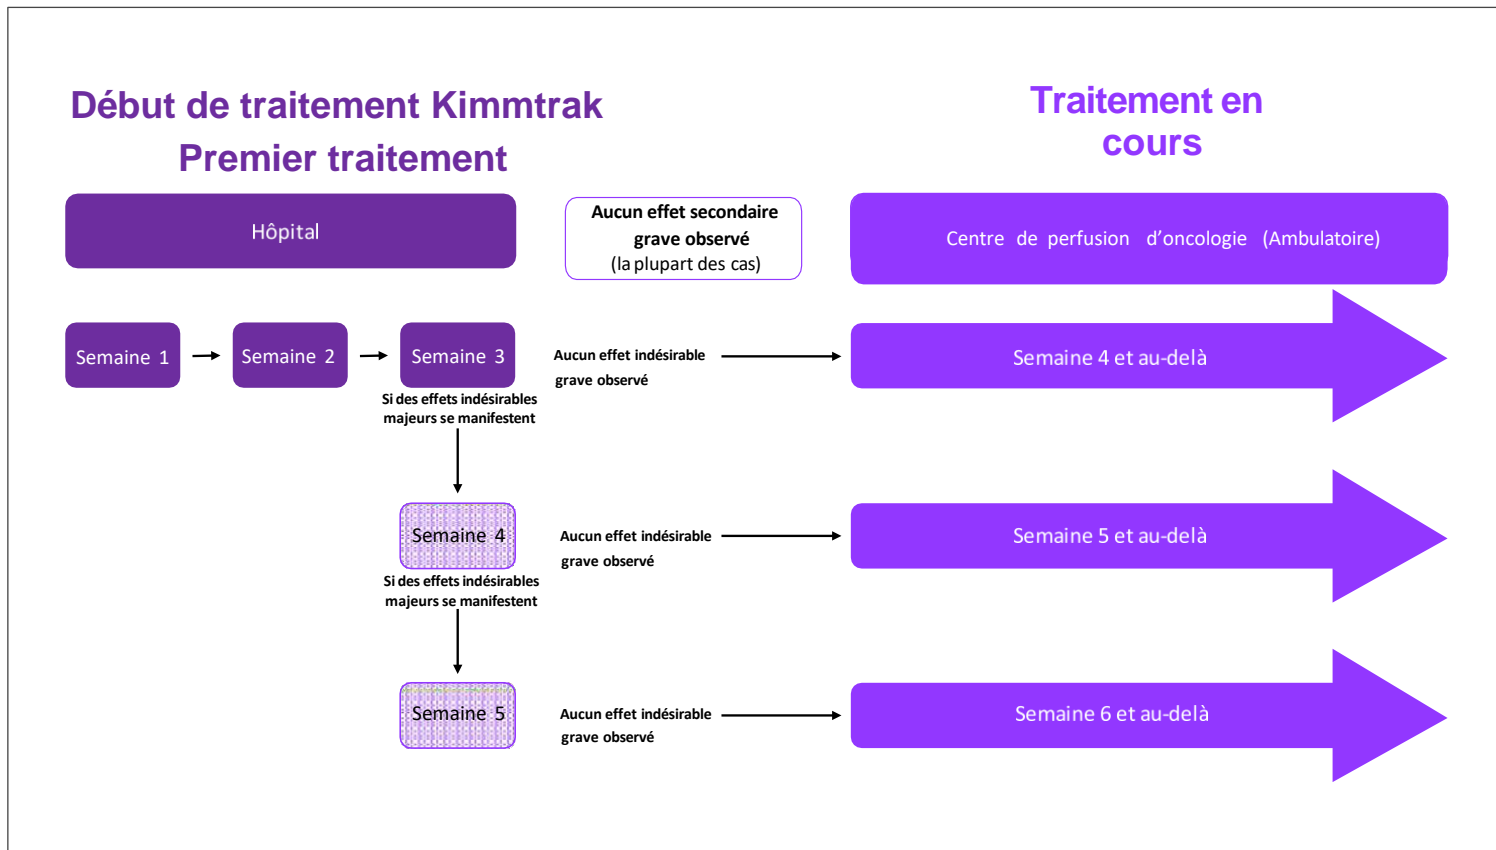 Début de traitement Kimmtrak
Premier traitement
Traitement en
cours
Hôpital
Aucun effet secondaire
grave observé
(la plupart des cas)
Centre de perfusion d'oncologie (Ambulatoire)
Semaine 1
Semaine 2
Semaine 3
Aucun effet indésirable
grave observé
Semaine 4 et au-delà
Si des effets indésirables
majeurs se manifestent
Semaine 4
Aucun effet indésirable
grave observé
Semaine 5 et au-delà
Si des effets indésirables
majeurs se manifestent
Semaine 5
Aucun effet indésirable
grave observé
Semaine 6 et au-delà